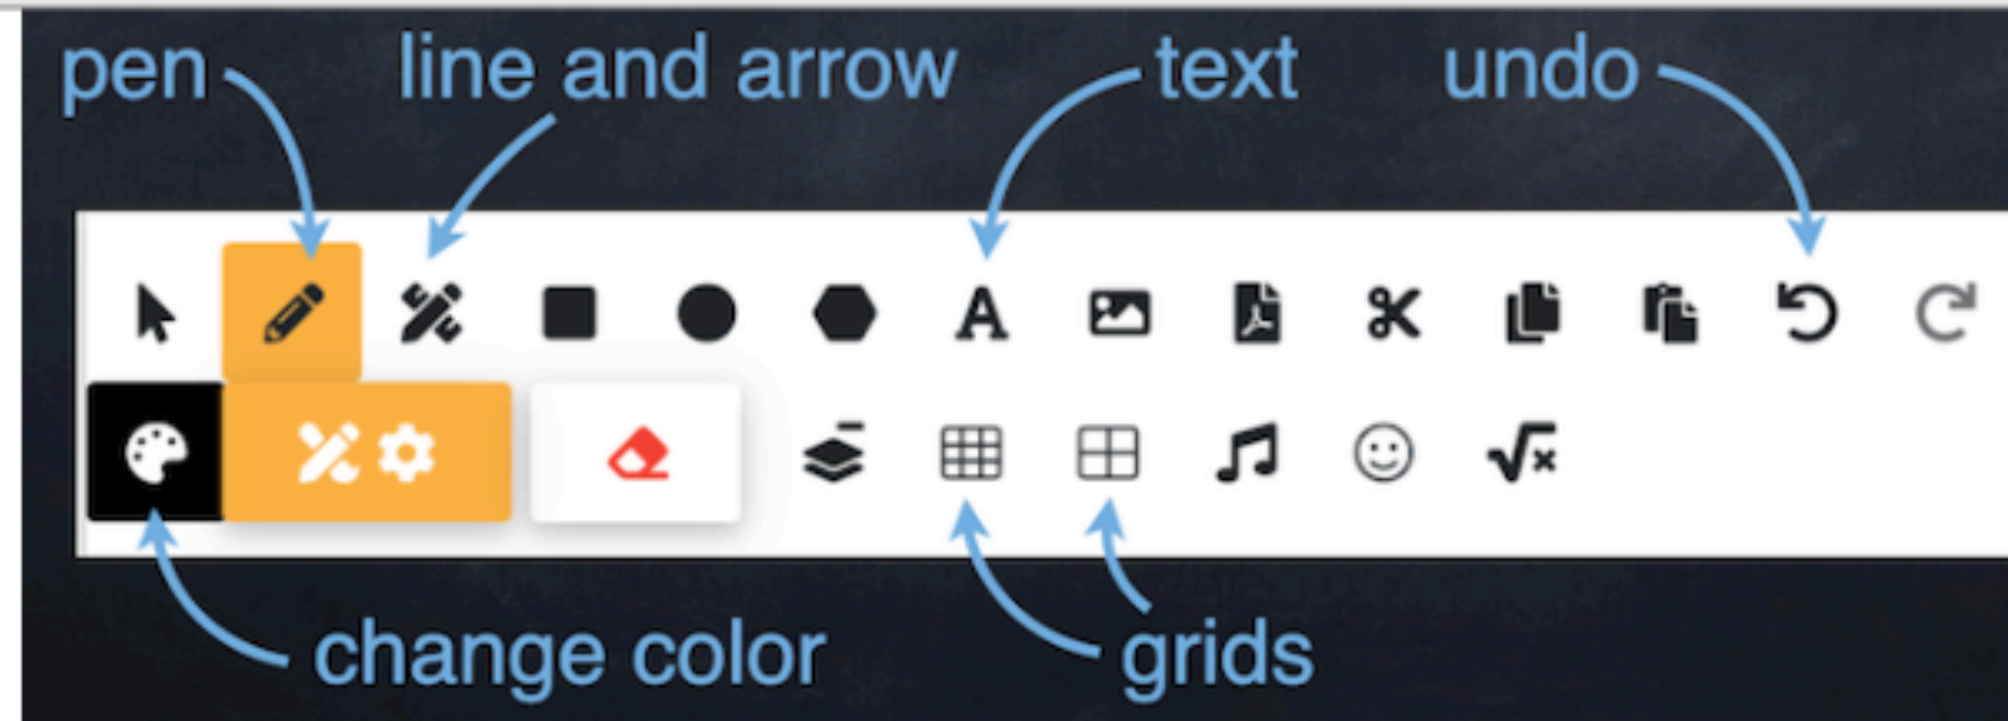 pen line and arrow text undo
change color grids